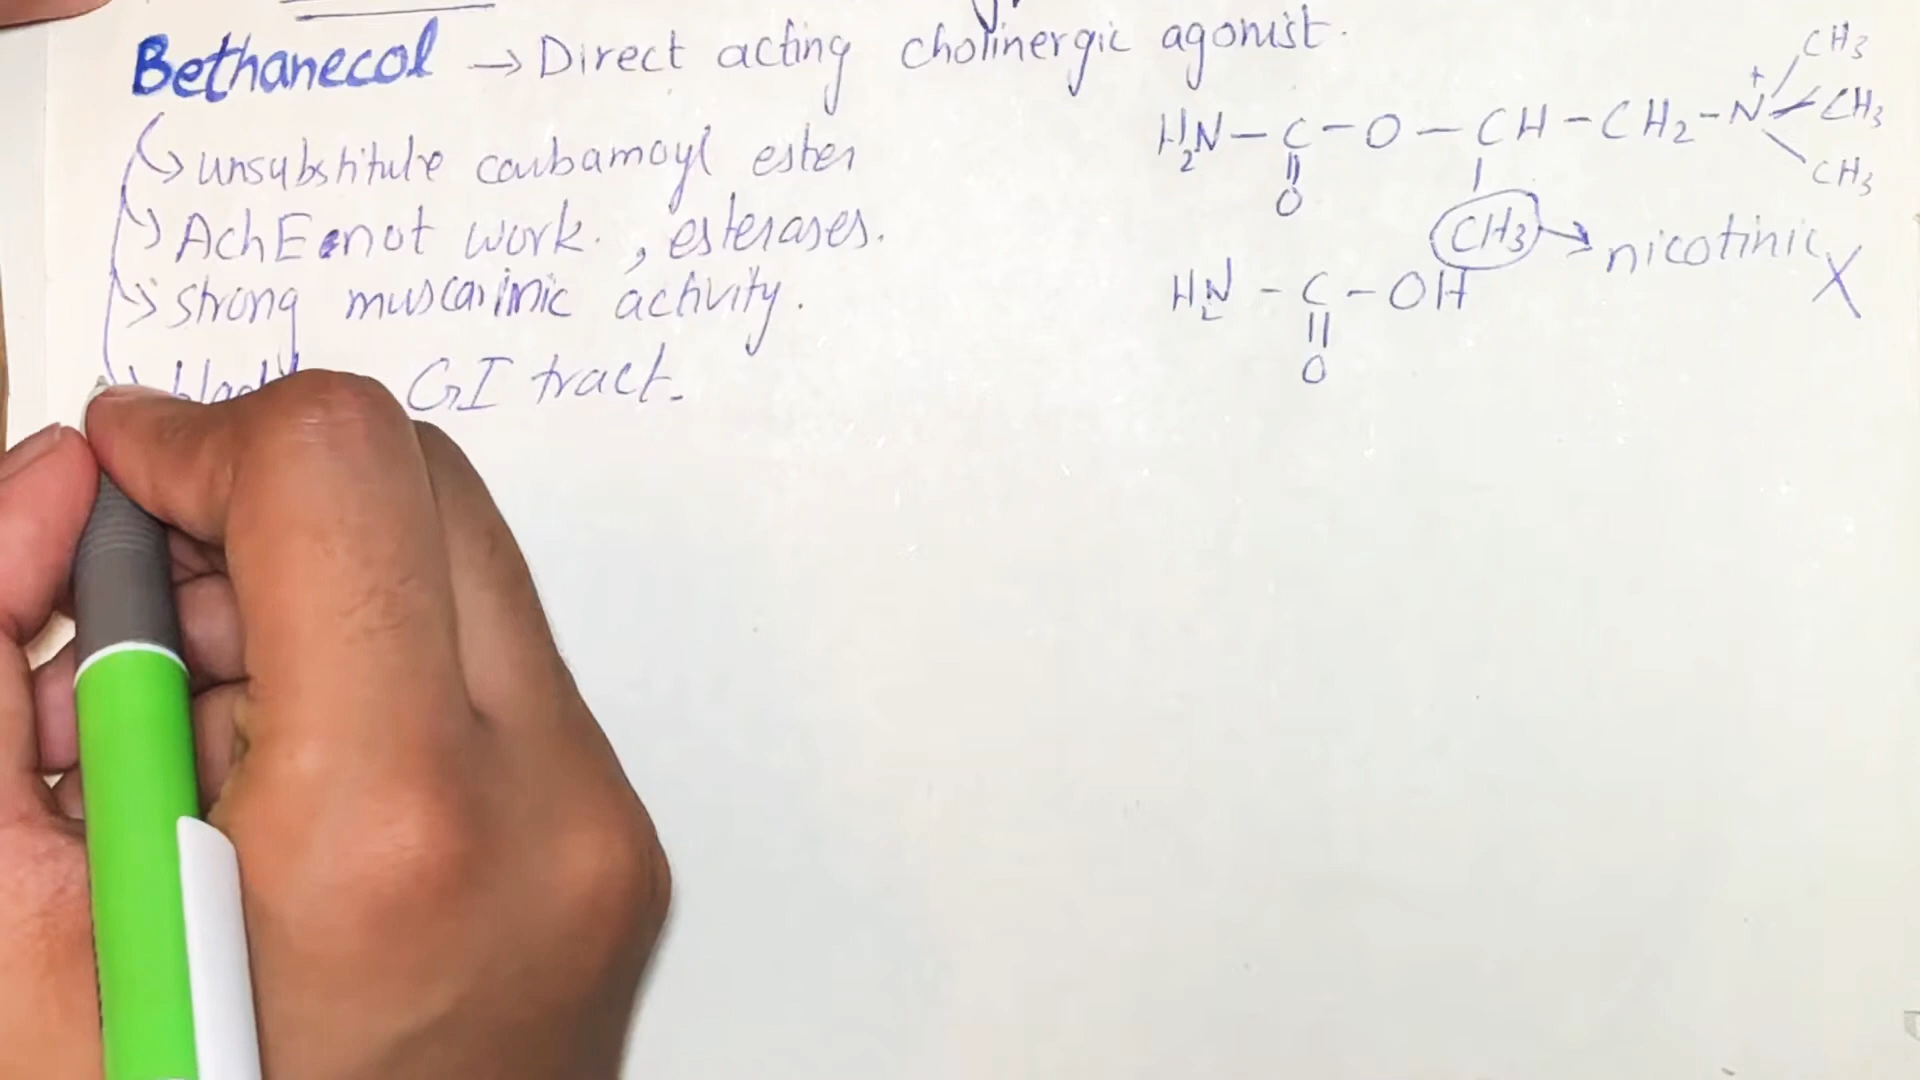 Bethanecol → Direct acting cholinergic agonist.
unsubstitute carbamoyl ester
AchE not work. , esterases.
strong muscarinic activity.
GI tract.
H₂N – C – O – CH – CH₂ – N⁺
CH₃
CH₃
CH₃
O
CH₃ → nicotinic X
H₂N – C – OH
O